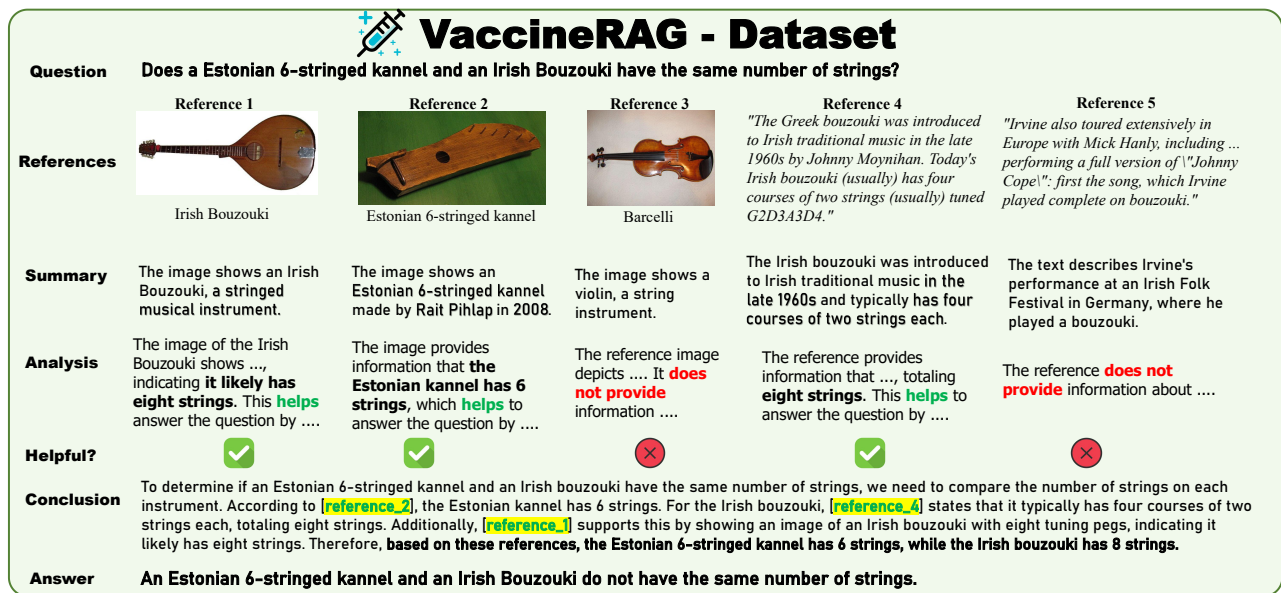 VaccineRAG - Dataset
Question
Does a Estonian 6-stringed kannel and an Irish Bouzouki have the same number of strings?
References
Reference 1
Irish Bouzouki
Reference 2
Estonian 6-stringed kannel
Reference 3
Barcelli
Reference 4
"The Greek bouzouki was introduced
to Irish traditional music in the late
1960s by Johnny Moynihan. Today's
Irish bouzouki (usually) has four
courses of two strings (usually) tuned
G2D3A3D4."
Reference 5
"Irvine also toured extensively in
Europe with Mick Hanly, including ...
performing a full version of \"Johnny
Cope\": first the song, which Irvine
played complete on bouzouki."
Summary
The image shows an Irish
Bouzouki, a stringed
musical instrument.
The image shows an
Estonian 6-stringed kannel
made by Rait Pihlap in 2008.
The image shows a
violin, a string
instrument.
The Irish bouzouki was introduced
to Irish traditional music in the
late 1960s and typically has four
courses of two strings each.
The text describes Irvine's
performance at an Irish Folk
Festival in Germany, where he
played a bouzouki.
Analysis
The image of the Irish
Bouzouki shows ...,
indicating it likely has
eight strings. This helps
answer the question by ....
The image provides
information that the
Estonian kannel has 6
strings, which helps to
answer the question by ....
The reference image
depicts .... It does
not provide
information ....
The reference provides
information that ..., totaling
eight strings. This helps to
answer the question by ....
The reference does not
provide information about ....
Helpful?
Conclusion
To determine if an Estonian 6-stringed kannel and an Irish bouzouki have the same number of strings, we need to compare the number of strings on each
instrument. According to [reference_2], the Estonian kannel has 6 strings. For the Irish bouzouki, [reference_4] states that it typically has four courses of two
strings each, totaling eight strings. Additionally, [reference_1] supports this by showing an image of an Irish bouzouki with eight tuning pegs, indicating it
likely has eight strings. Therefore, based on these references, the Estonian 6-stringed kannel has 6 strings, while the Irish bouzouki has 8 strings.
Answer
An Estonian 6-stringed kannel and an Irish Bouzouki do not have the same number of strings.